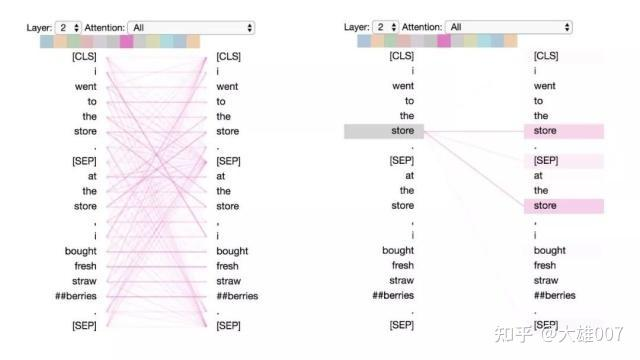 Layer: 2 Attention: All
[CLS] [CLS]
i i
went went
to to
the the
store store
. .
[SEP] [SEP]
at at
the the
store store
, ,
i i
bought bought
fresh fresh
straw straw
##berries ##berries
. .
[SEP] [SEP]
Layer: 2 Attention: All
[CLS] [CLS]
i i
went went
to to
the the
store store
. .
[SEP] [SEP]
at at
the the
store store
, ,
i i
bought bought
fresh fresh
straw straw
##berries ##berries
. .
[SEP] [SEP]
知乎 @大雄007